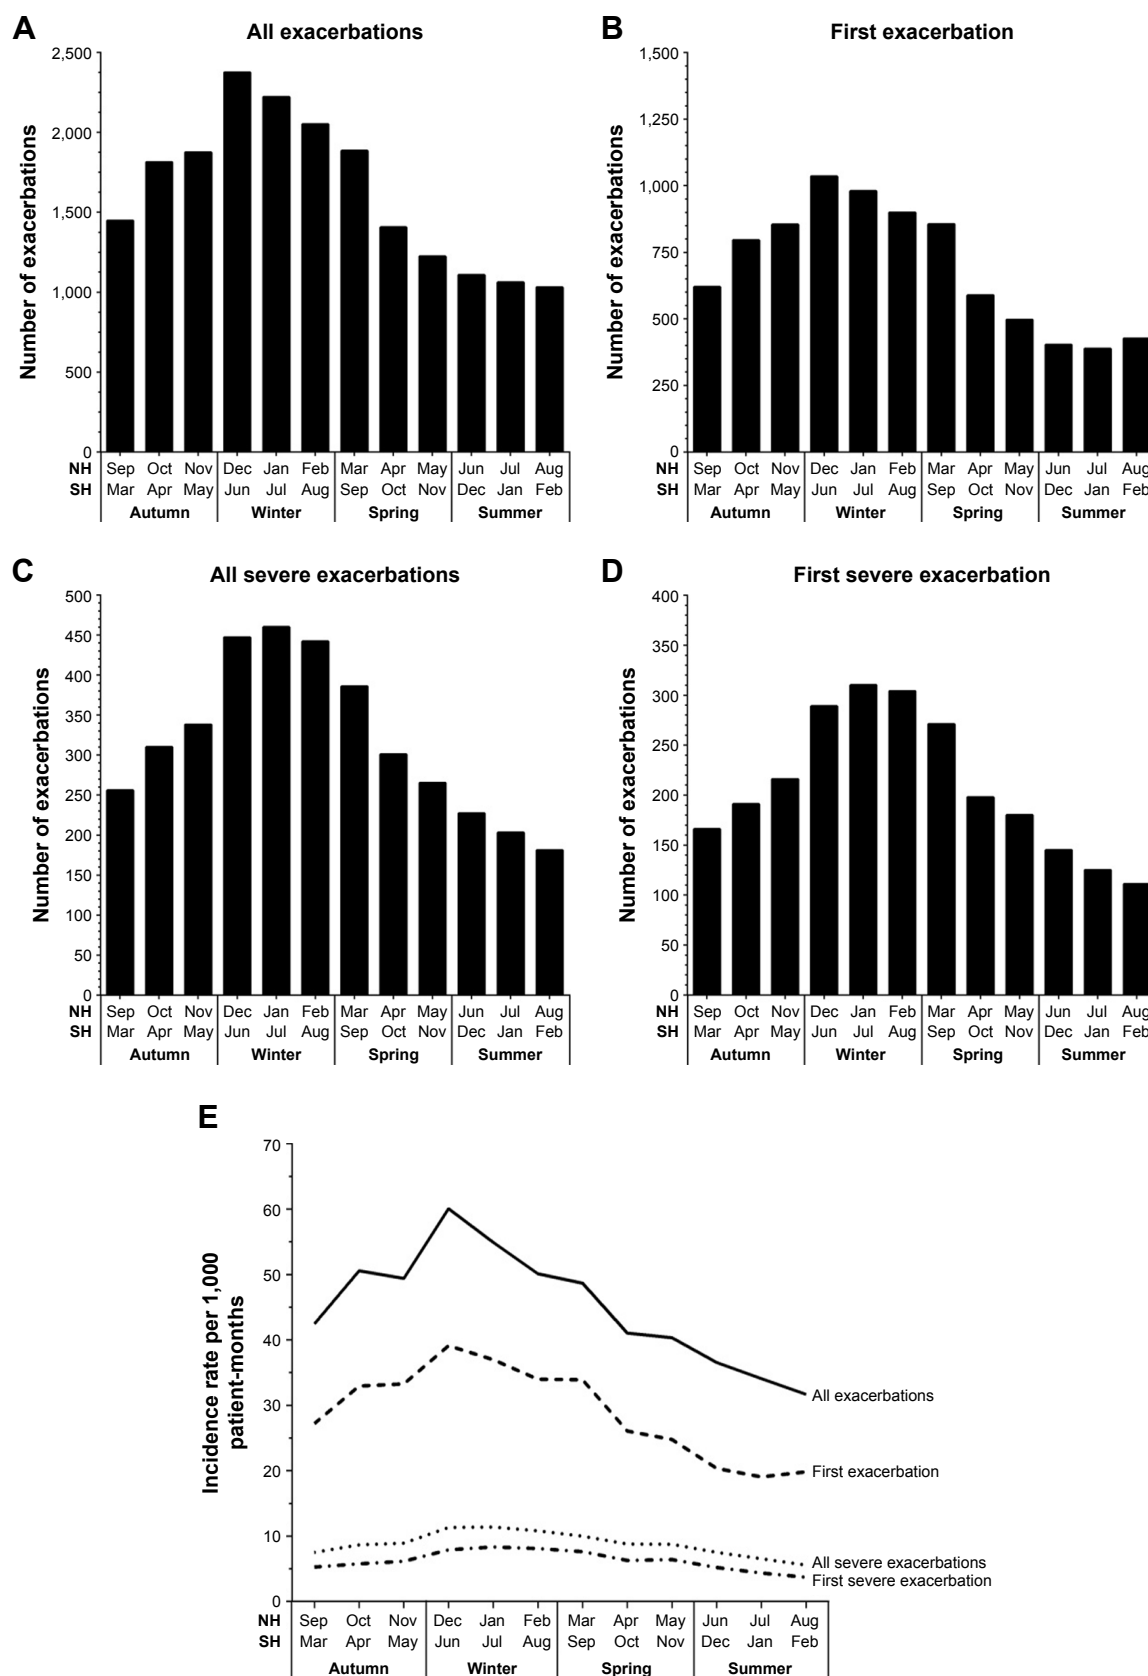 A
All exacerbations
Number of exacerbations
2,500
2,000
1,500
1,000
500
0
NH Sep Oct Nov Dec Jan Feb Mar Apr May Jun Jul Aug
SH Mar Apr May Jun Jul Aug Sep Oct Nov Dec Jan Feb
Autumn Winter Spring Summer
B
First exacerbation
Number of exacerbations
1,500
1,250
1,000
750
500
250
0
NH Sep Oct Nov Dec Jan Feb Mar Apr May Jun Jul Aug
SH Mar Apr May Jun Jul Aug Sep Oct Nov Dec Jan Feb
Autumn Winter Spring Summer
C
All severe exacerbations
Number of exacerbations
500
450
400
350
300
250
200
150
100
50
0
NH Sep Oct Nov Dec Jan Feb Mar Apr May Jun Jul Aug
SH Mar Apr May Jun Jul Aug Sep Oct Nov Dec Jan Feb
Autumn Winter Spring Summer
D
First severe exacerbation
Number of exacerbations
400
350
300
250
200
150
100
50
0
NH Sep Oct Nov Dec Jan Feb Mar Apr May Jun Jul Aug
SH Mar Apr May Jun Jul Aug Sep Oct Nov Dec Jan Feb
Autumn Winter Spring Summer
E
Incidence rate per 1,000
patient-months
70
60
50
40
30
20
10
0
All exacerbations
First exacerbation
All severe exacerbations
First severe exacerbation
NH Sep Oct Nov Dec Jan Feb Mar Apr May Jun Jul Aug
SH Mar Apr May Jun Jul Aug Sep Oct Nov Dec Jan Feb
Autumn Winter Spring Summer